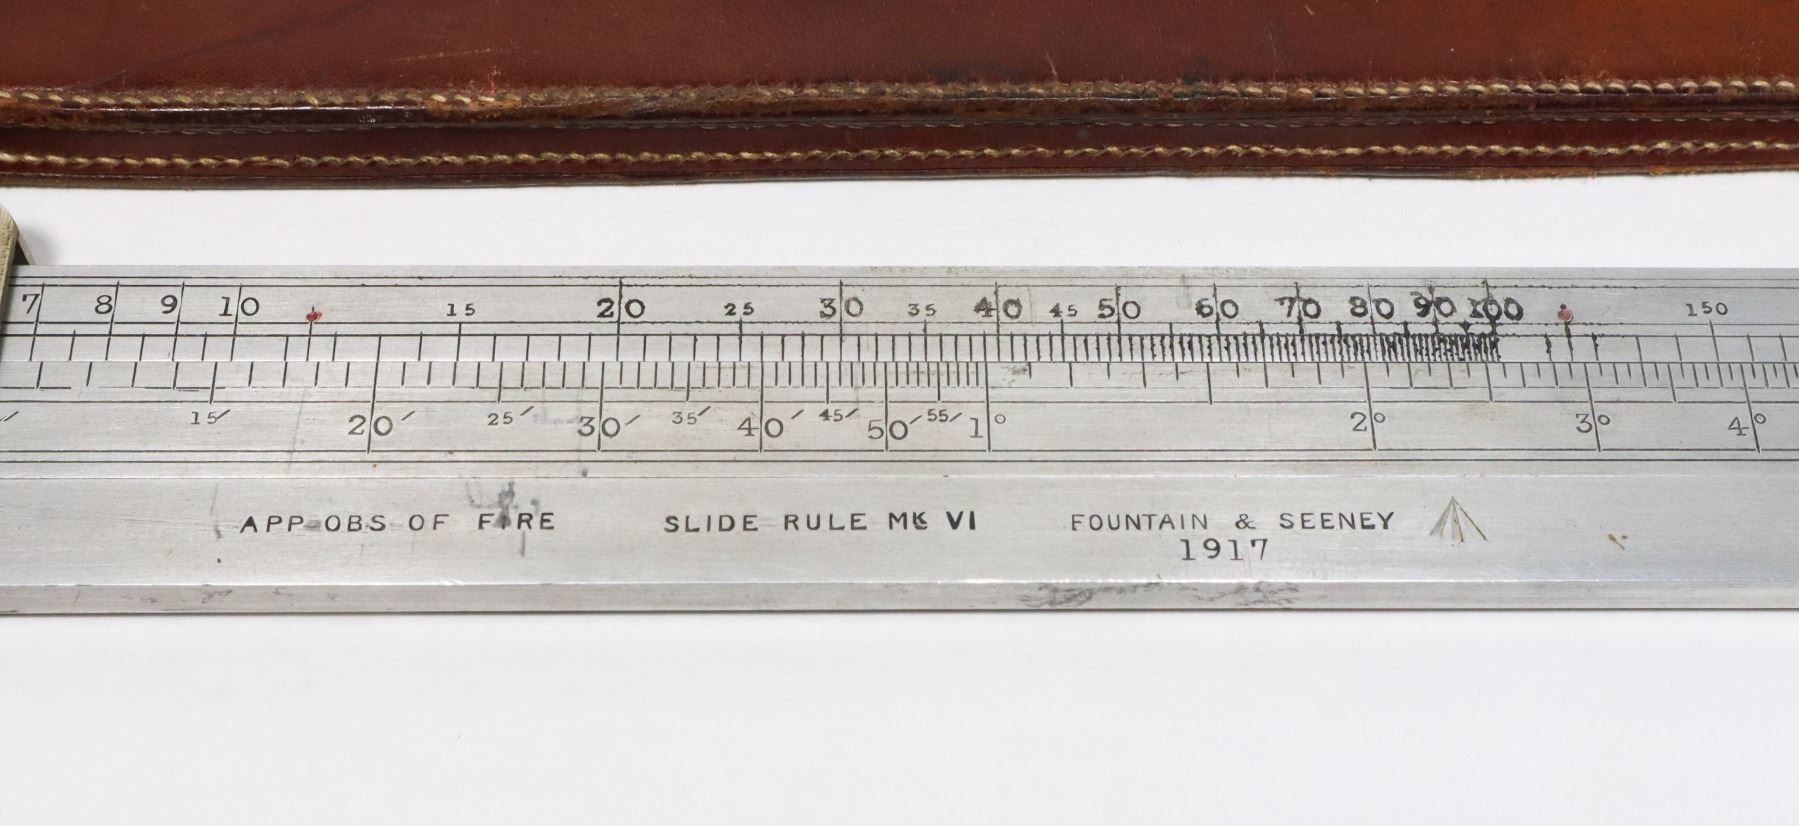 7 8 9 10 15 20 25 30 35 40 45 50 60 70 80 90 100 150
15′ 20′ 25′ 30′ 35′ 40′ 45′ 50′ 55′ 1° 2° 3° 4°
APP OBS OF FIRE SLIDE RULE Mk VI FOUNTAIN & SEENEY
1917